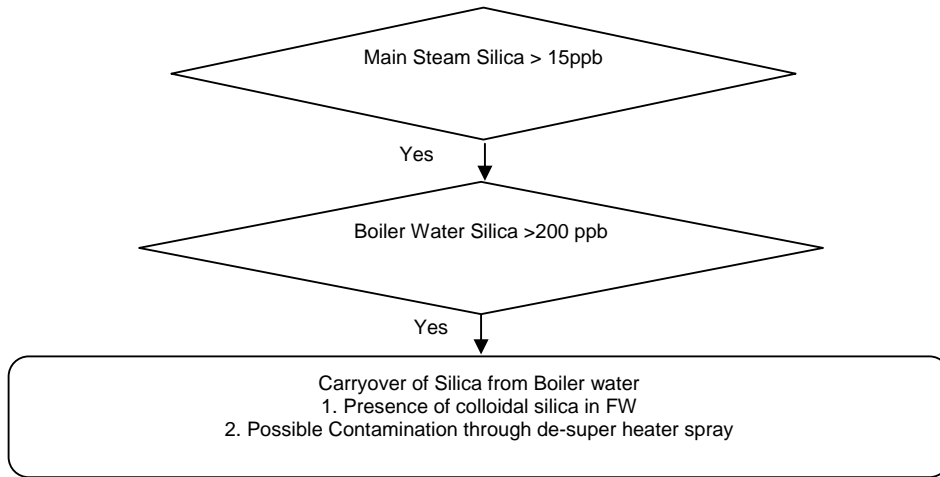 Main Steam Silica > 15ppb
Yes
Boiler Water Silica >200 ppb
Yes
Carryover of Silica from Boiler water
1. Presence of colloidal silica in FW
2. Possible Contamination through de-super heater spray